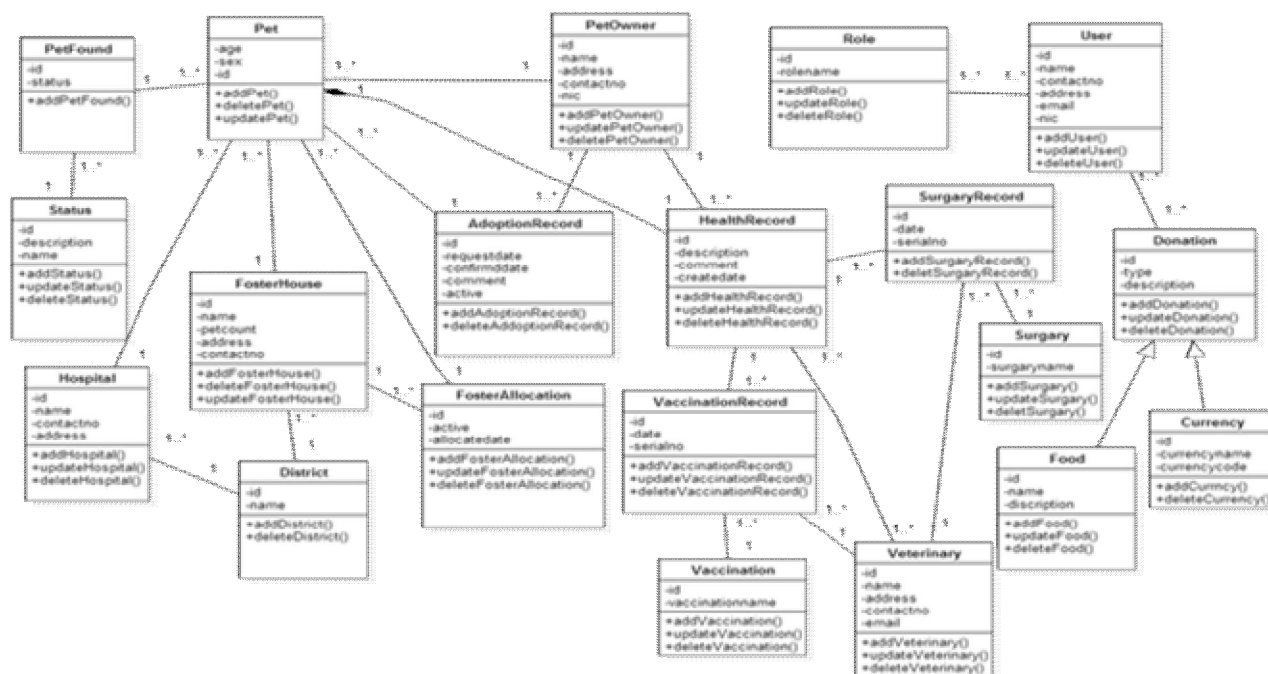 PetFound
-id
-status
+addPetFound()
Pet
-age
-sex
-id
+addPet()
+deletePet()
+updatePet()
PetOwner
-id
-name
-address
-contactno
-nic
+addPetOwner()
+updatePetOwner()
+deletePetOwner()
Role
-id
-rolename
+addRole()
+updateRole()
+deleteRole()
User
-id
-name
-contactno
-address
-email
-nic
+addUser()
+updateUser()
+deleteUser()
Status
-id
-description
-name
+addStatus()
+updateStatus()
+deleteStatus()
FosterHouse
-id
-name
-petcount
-address
-contactno
+addFosterHouse()
+deleteFosterHouse()
+updateFosterHouse()
AdoptionRecord
-id
-requestdate
-confirmddate
-comment
-active
+addAdoptionRecord()
+deleteAddoptionRecord()
HealthRecord
-id
-description
-comment
-createdate
+addHealthRecord()
+updateHealthRecord()
+deleteHealthRecord()
SurgaryRecord
-id
-date
-serialno
+addSurgaryRecord()
+deletSurgaryRecord()
Donation
-id
-type
-description
+addDonation()
+updateDonation()
+deleteDonation()
Hospital
-id
-name
-contactno
-address
+addHospital()
+updateHospital()
+deleteHospital()
District
-id
-name
+addDistrict()
+deleteDistrict()
FosterAllocation
-id
-active
-allocatedate
+addFosterAllocation()
+updateFosterAllocation()
+deleteFosterAllocation()
VaccinationRecord
-id
-date
-serialno
+addVaccinationRecord()
+updateVaccinationRecord()
+deleteVaccinationRecord()
Surgary
-id
-surgaryname
+addSurgary()
+updateSurgary()
+deletSurgary()
Currency
-id
-currencyname
-currencycode
+addCurrncy()
+deleteCurrency()
Food
-id
-name
-discription
+addFood()
+updateFood()
+deleteFood()
Vaccination
-id
-vaccinationname
+addVaccination()
+updateVaccination()
+deleteVaccination()
Veterinary
-id
-name
-address
-contactno
-email
+addVeterinary()
+updateVeterinary()
+deleteVeterinary()